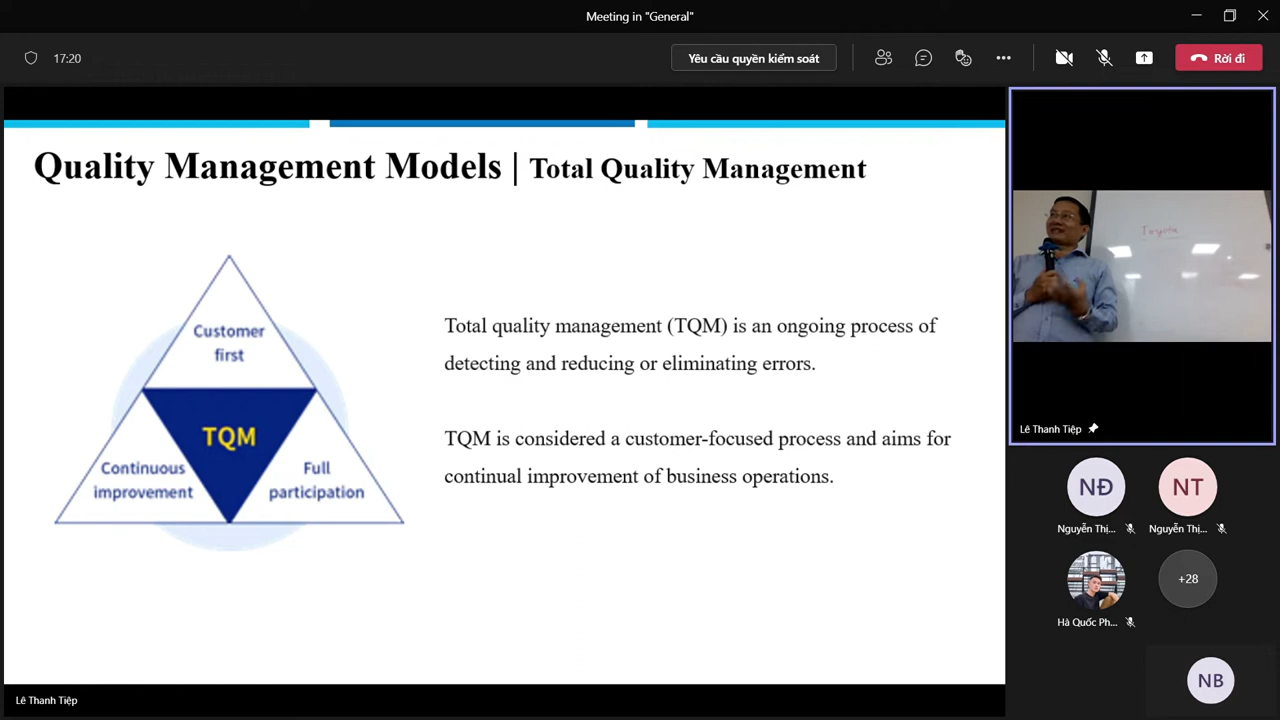 Meeting in "General"
17:20
Yêu cầu quyền kiểm soát
Rời đi
Quality Management Models | Total Quality Management
Customer
first
TQM
Continuous
improvement
Full
participation
Total quality management (TQM) is an ongoing process of
detecting and reducing or eliminating errors.
TQM is considered a customer-focused process and aims for
continual improvement of business operations.
Toyota
Lê Thanh Tiệp
NĐ
NT
Nguyễn Thị...
Nguyễn Thị...
+28
Hà Quốc Ph...
NB
Lê Thanh Tiệp